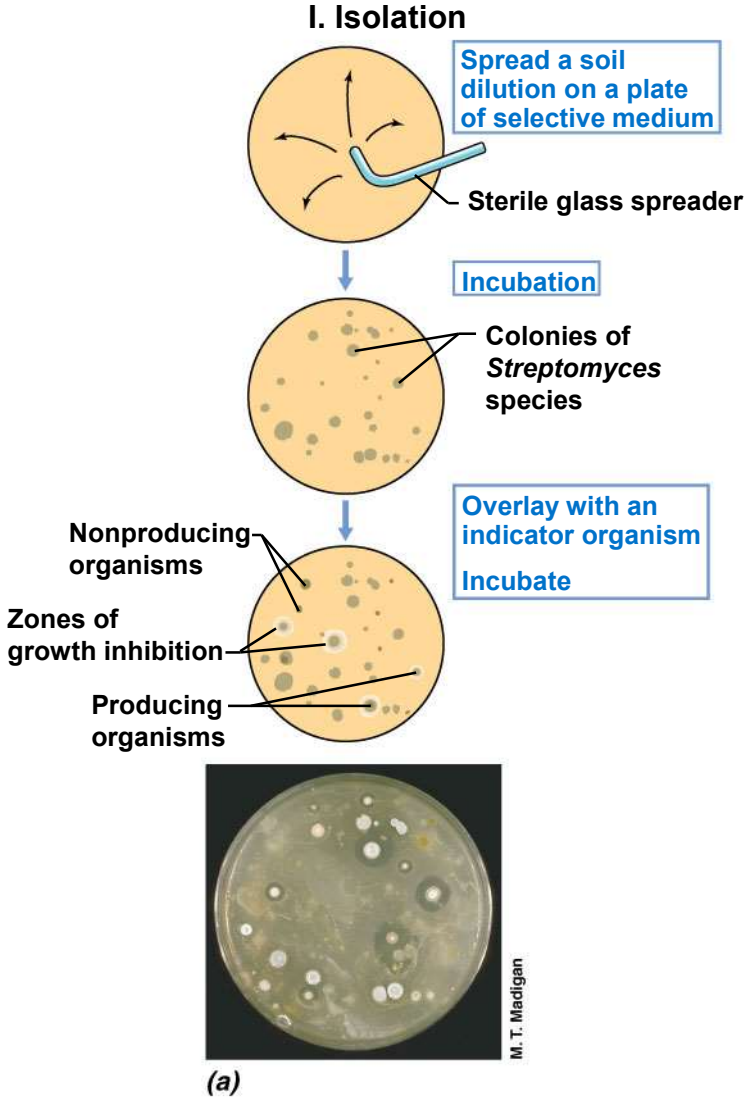 I. Isolation
Spread a soil
dilution on a plate
of selective medium
Sterile glass spreader
Incubation
Colonies of
Streptomyces
species
Overlay with an
indicator organism
Incubate
Nonproducing
organisms
Zones of
growth inhibition
Producing
organisms
M. T. Madigan
(a)